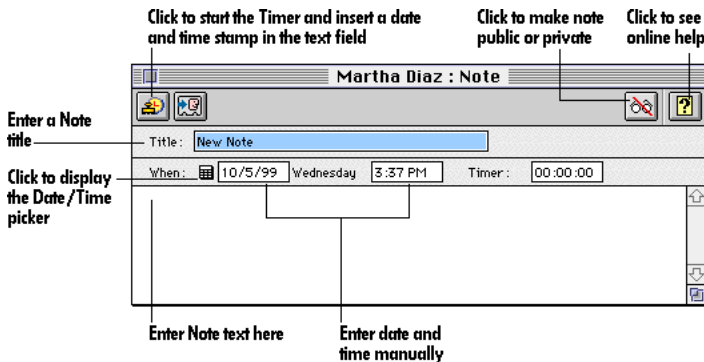 Click to start the Timer and insert a date
and time stamp in the text field
Click to make note
public or private
Click to see
online help
Martha Diaz : Note
?
Enter a Note
title
Title: New Note
Click to display
the Date/Time
picker
When: 10/5/99 Wednesday 3:37 PM Timer: 00:00:00
Enter Note text here
Enter date and
time manually